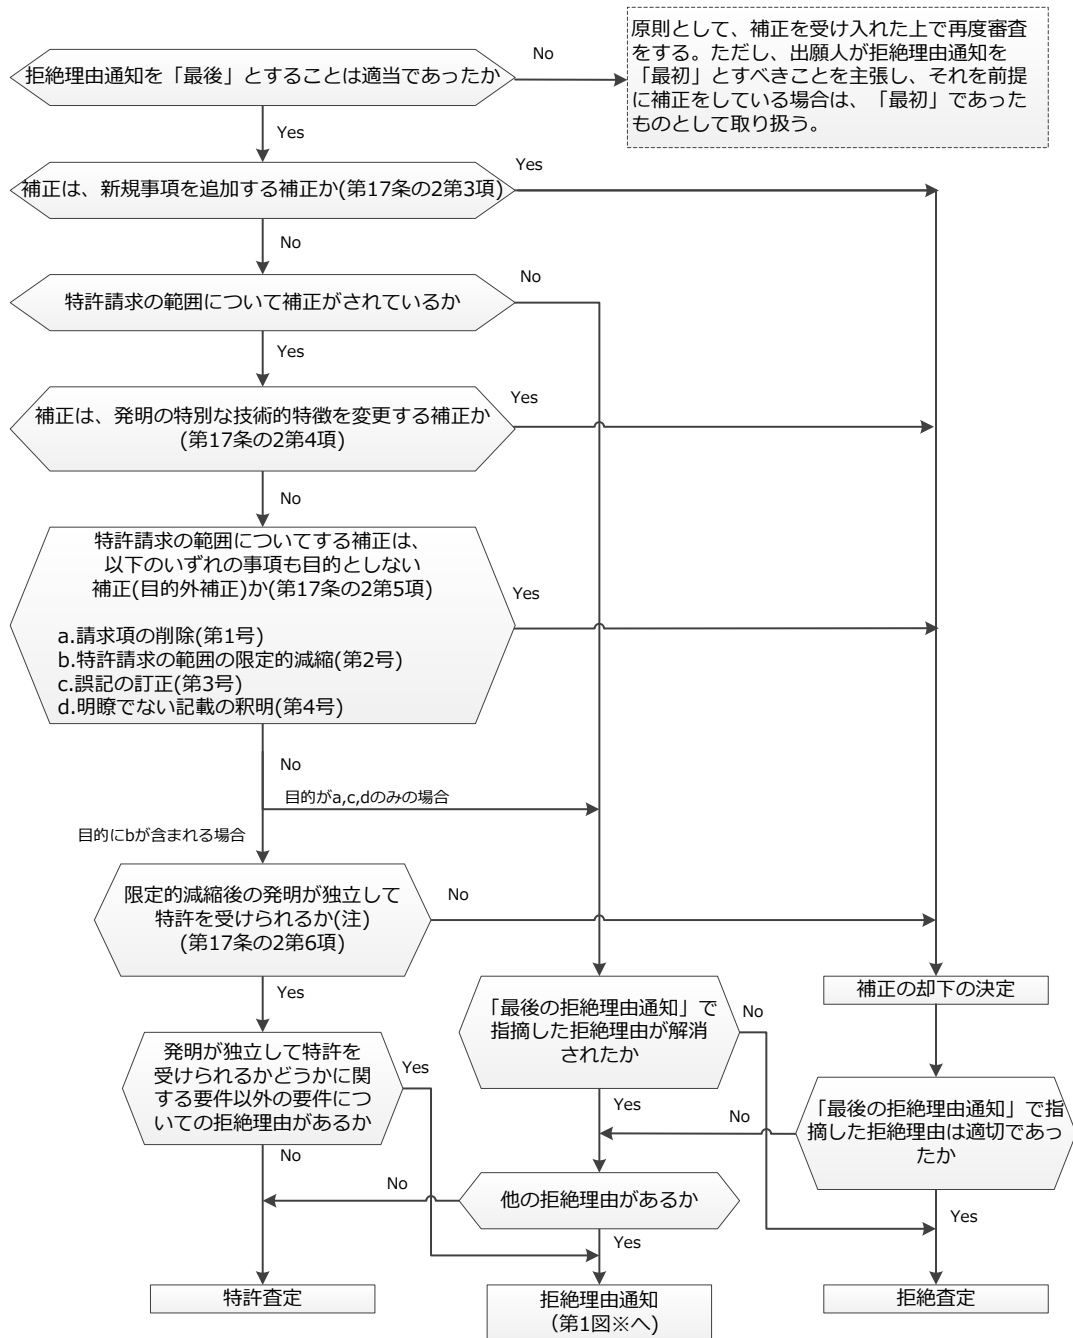 拒絶理由通知を「最後」とすることは適当であったか
No
原則として、補正を受け入れた上で再度審査
をする。ただし、出願人が拒絶理由通知を
「最初」とすべきことを主張し、それを前提
に補正をしている場合は、「最初」であった
ものとして取り扱う。
Yes
補正は、新規事項を追加する補正か(第17条の2第3項)
Yes
No
特許請求の範囲について補正がされているか
No
Yes
補正は、発明の特別な技術的特徴を変更する補正か
(第17条の2第4項)
Yes
No
特許請求の範囲についてする補正は、
以下のいずれの事項も目的としない
補正(目的外補正)か(第17条の2第5項)
a.請求項の削除(第1号)
b.特許請求の範囲の限定的減縮(第2号)
c.誤記の訂正(第3号)
d.明瞭でない記載の釈明(第4号)
Yes
No
目的がa,c,dのみの場合
目的にbが含まれる場合
限定的減縮後の発明が独立して
特許を受けられるか(注)
(第17条の2第6項)
No
Yes
「最後の拒絶理由通知」で
指摘した拒絶理由が解消
されたか
No
補正の却下の決定
発明が独立して特許を
受けられるかどうかに関
する要件以外の要件につ
いての拒絶理由があるか
Yes
Yes
No
「最後の拒絶理由通知」で指
摘した拒絶理由は適切であっ
たか
No
No
他の拒絶理由があるか
Yes
Yes
特許査定
拒絶理由通知
（第1図※へ)
拒絶査定